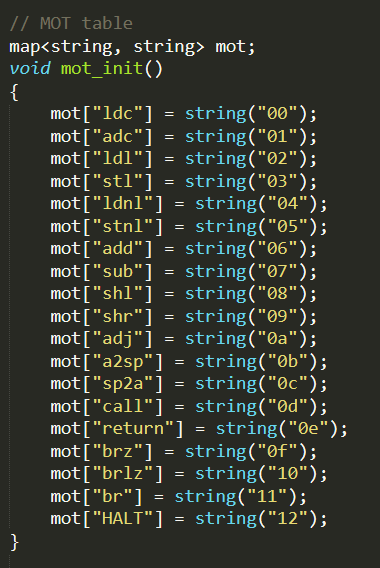 // MOT table
map<string, string> mot;
void mot_init()
{
    mot["ldc"] = string("00");
    mot["adc"] = string("01");
    mot["ldl"] = string("02");
    mot["stl"] = string("03");
    mot["ldnl"] = string("04");
    mot["stnl"] = string("05");
    mot["add"] = string("06");
    mot["sub"] = string("07");
    mot["shl"] = string("08");
    mot["shr"] = string("09");
    mot["adj"] = string("0a");
    mot["a2sp"] = string("0b");
    mot["sp2a"] = string("0c");
    mot["call"] = string("0d");
    mot["return"] = string("0e");
    mot["brz"] = string("0f");
    mot["brlz"] = string("10");
    mot["br"] = string("11");
    mot["HALT"] = string("12");
}